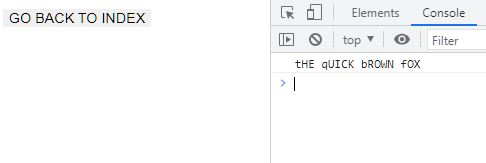 GO BACK TO INDEX
Elements Console
top Filter
tHE qUICK bROWN fOX
>